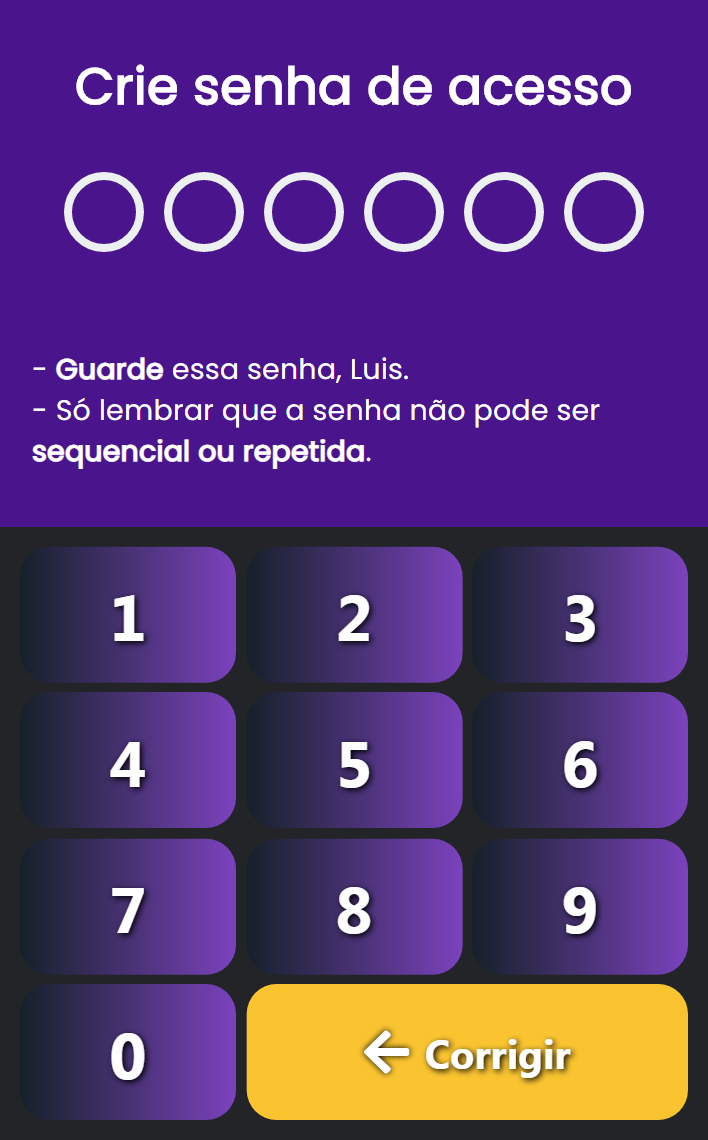 Crie senha de acesso
- Guarde essa senha, Luis.
- Só lembrar que a senha não pode ser
sequencial ou repetida.
1 2 3
4 5 6
7 8 9
0 Corrigir